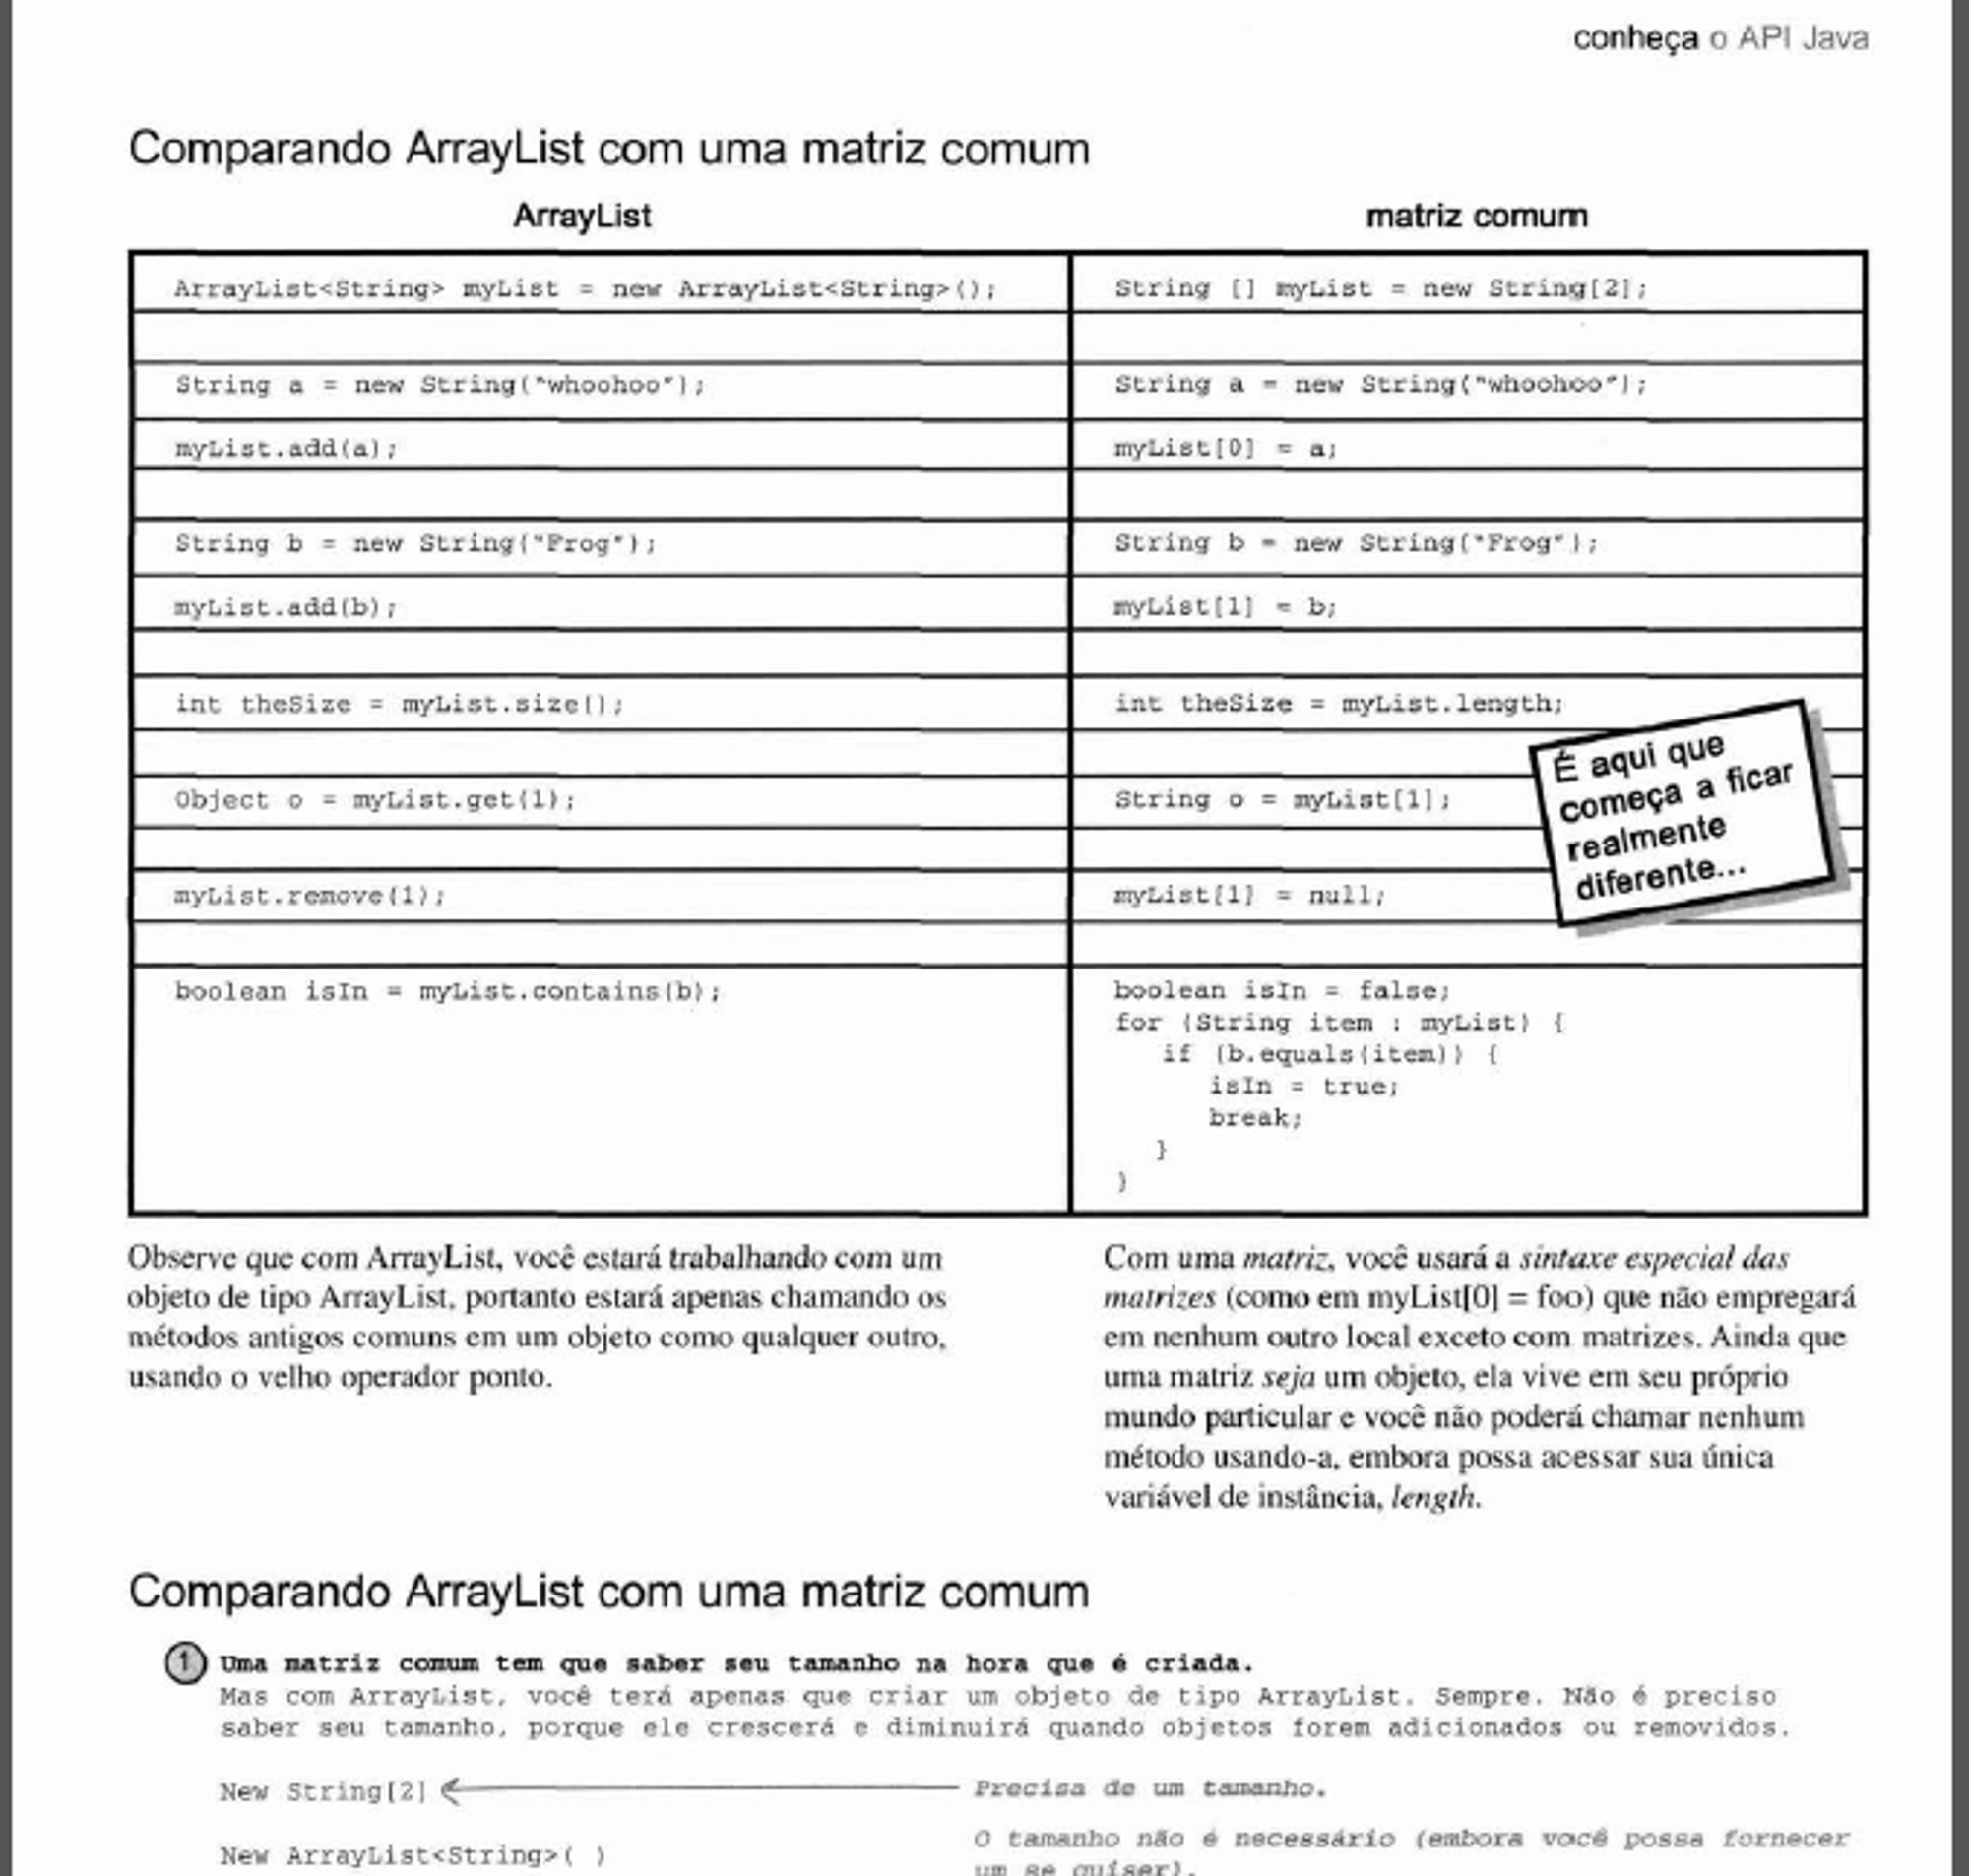 conheça o API Java
Comparando ArrayList com uma matriz comum
ArrayList
matriz comum
ArrayList<String> myList = new ArrayList<String>();
String [] myList = new String[2];
String a = new String("whoohoo");
String a = new String("whoohoo");
myList.add(a);
myList[0] = a;
String b = new String("Frog");
String b = new String("Frog");
myList.add(b);
myList[1] = b;
int theSize = myList.size();
int theSize = myList.length;
Object o = myList.get(1);
String o = myList[1];
É aqui que
começa a ficar
realmente
diferente...
myList.remove(1);
myList[1] = null;
boolean isIn = myList.contains(b);
boolean isIn = false;
for (String item : myList) {
if (b.equals(item)) {
isIn = true;
break;
}
}
Observe que com ArrayList, você estará trabalhando com um
objeto de tipo ArrayList, portanto estará apenas chamando os
métodos antigos comuns em um objeto como qualquer outro,
usando o velho operador ponto.
Com uma matriz, você usará a sintaxe especial das
matrizes (como em myList[0] = foo) que não empregará
em nenhum outro local exceto com matrizes. Ainda que
uma matriz seja um objeto, ela vive em seu próprio
mundo particular e você não poderá chamar nenhum
método usando-a, embora possa acessar sua única
variável de instância, length.
Comparando ArrayList com uma matriz comum
1 Uma matriz comum tem que saber seu tamanho na hora que é criada.
Mas com ArrayList, você terá apenas que criar um objeto de tipo ArrayList. Sempre. Não é preciso
saber seu tamanho, porque ele crescerá e diminuirá quando objetos forem adicionados ou removidos.
New String[2]
Precisa de um tamanho.
New ArrayList<String>( )
O tamanho não é necessário (embora você possa fornecer
um se quiser).